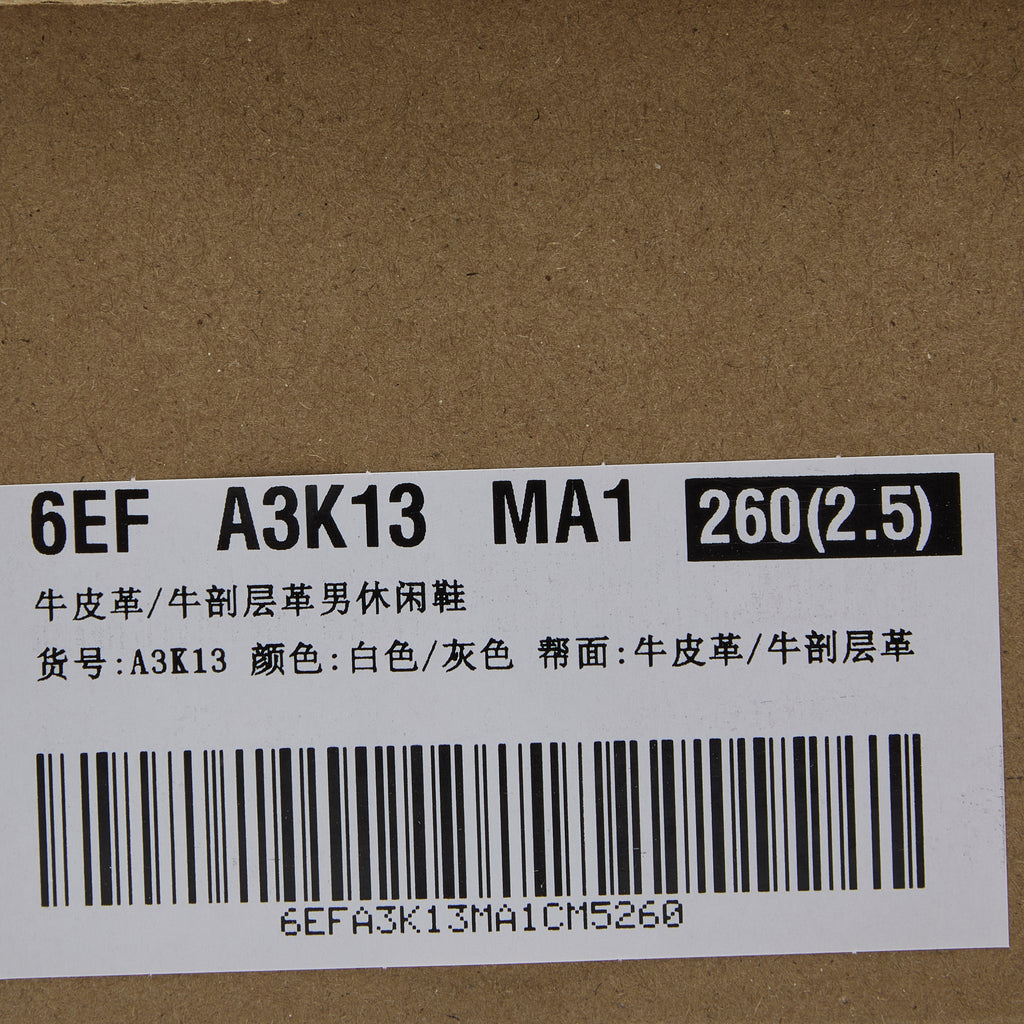 6EF A3K13 MA1 260(2.5)
牛皮革/牛剖层革男休闲鞋
货号:A3K13 颜色:白色/灰色 帮面:牛皮革/牛剖层革
6EFA3K13MA1CM5260